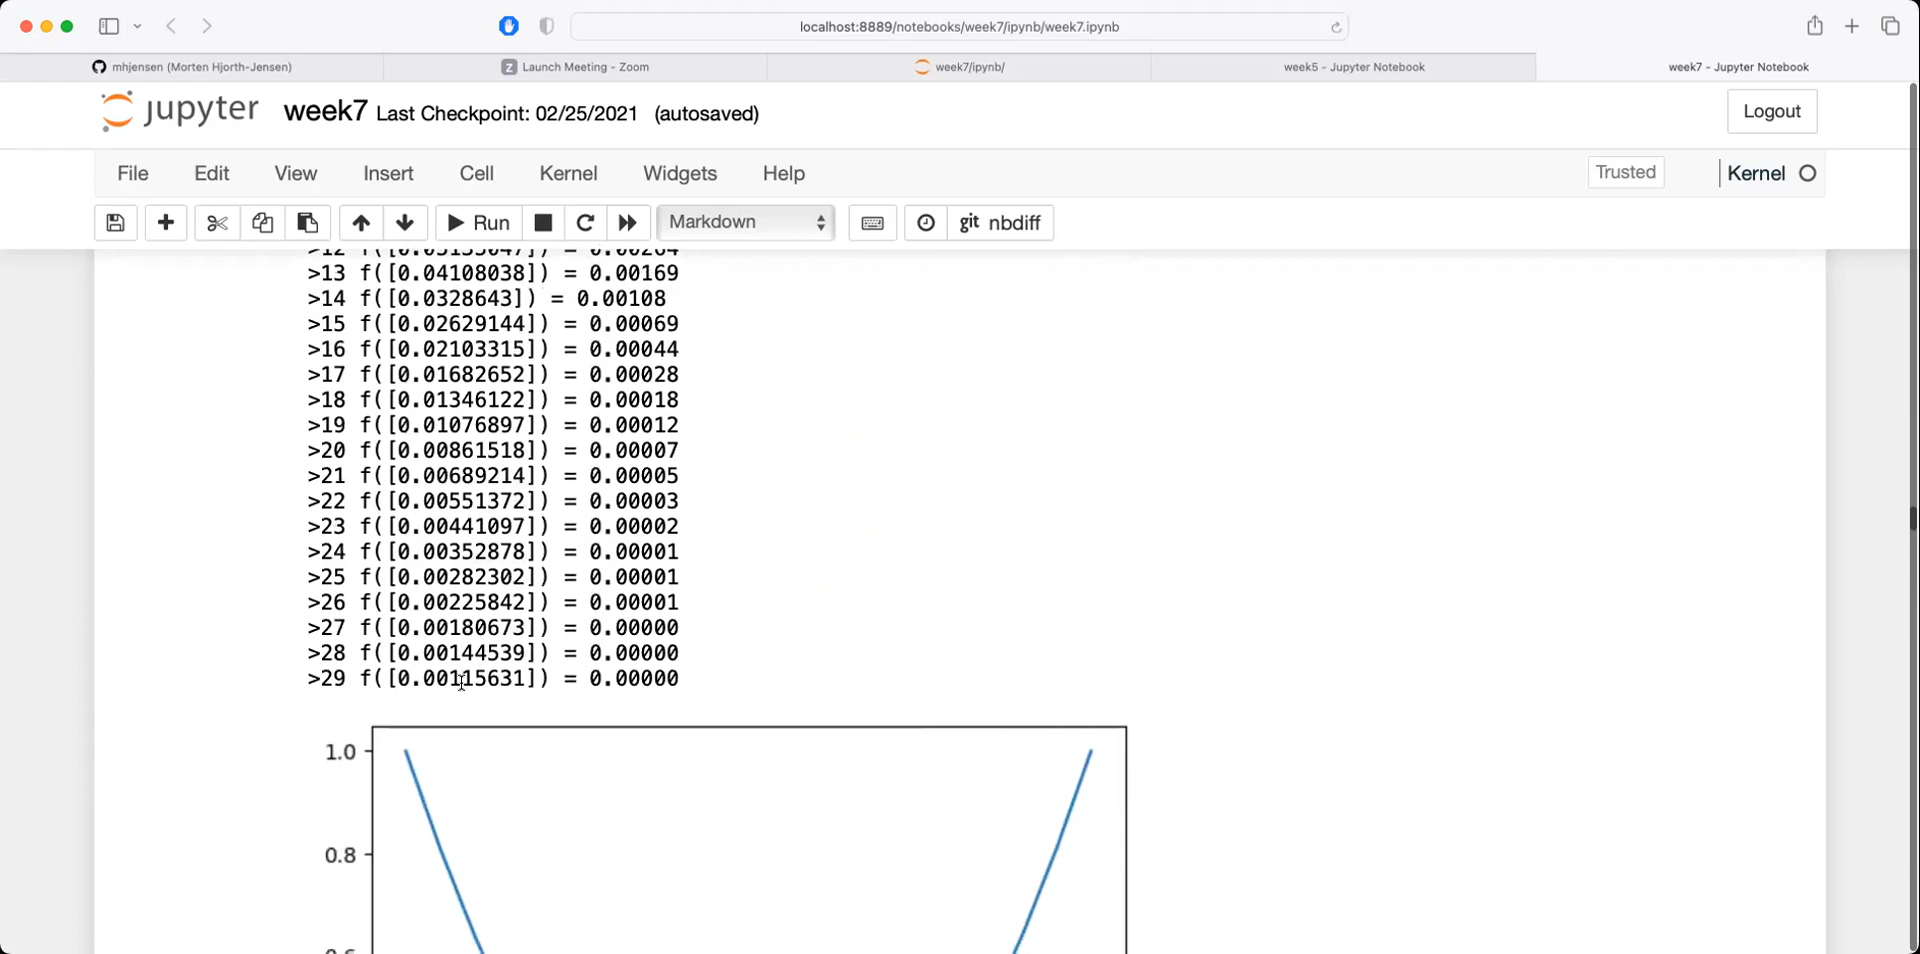 localhost:8889/notebooks/week7/ipynb/week7.ipynb
mhjensen (Morten Hjorth-Jensen)
Z Launch Meeting - Zoom
week7/ipynb/
week5 - Jupyter Notebook
week7 - Jupyter Notebook
jupyter week7 Last Checkpoint: 02/25/2021 (autosaved)
Logout
File Edit View Insert Cell Kernel Widgets Help
Trusted
Kernel
Run
Markdown
git nbdiff
>13 f([0.04108038]) = 0.00169
>14 f([0.0328643]) = 0.00108
>15 f([0.02629144]) = 0.00069
>16 f([0.02103315]) = 0.00044
>17 f([0.01682652]) = 0.00028
>18 f([0.01346122]) = 0.00018
>19 f([0.01076897]) = 0.00012
>20 f([0.00861518]) = 0.00007
>21 f([0.00689214]) = 0.00005
>22 f([0.00551372]) = 0.00003
>23 f([0.00441097]) = 0.00002
>24 f([0.00352878]) = 0.00001
>25 f([0.00282302]) = 0.00001
>26 f([0.00225842]) = 0.00001
>27 f([0.00180673]) = 0.00000
>28 f([0.00144539]) = 0.00000
>29 f([0.00115631]) = 0.00000
1.0
0.8